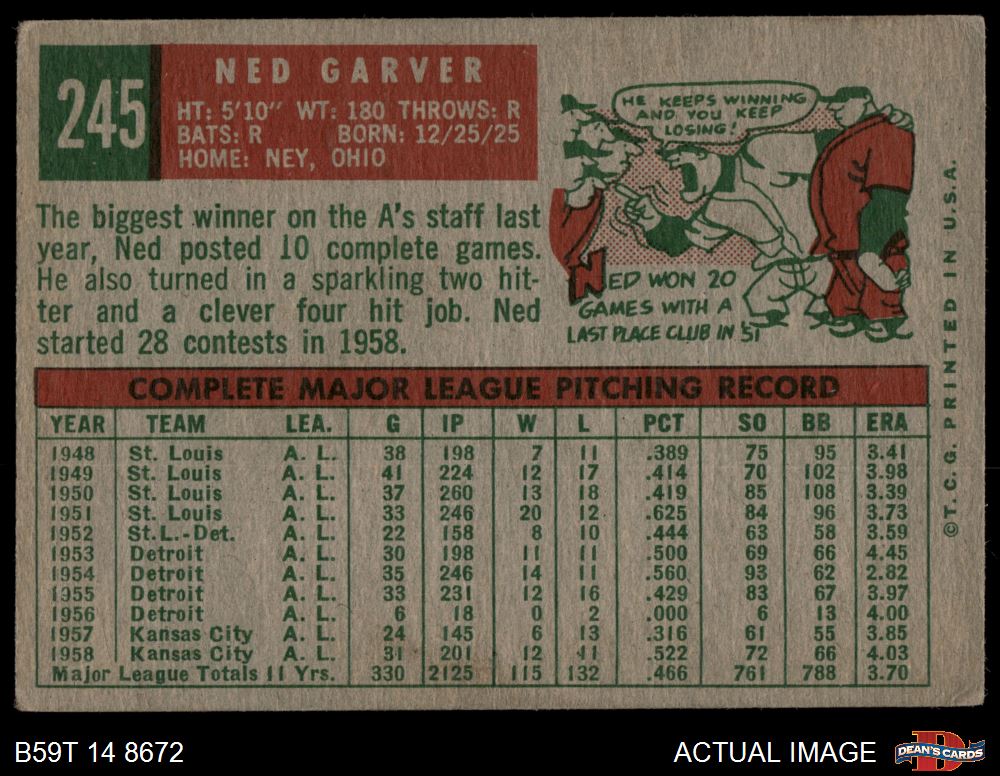 245
NED GARVER
HT: 5'10" WT: 180 THROWS: R
BATS: R BORN: 12/25/25
HOME: NEY, OHIO
The biggest winner on the A's staff last
year, Ned posted 10 complete games.
He also turned in a sparkling two hit-
ter and a clever four hit job. Ned
started 28 contests in 1958.
HE KEEPS WINNING
AND YOU KEEP
LOSING!
NED WON 20
GAMES WITH A
LAST PLACE CLUB IN '51
©T.C.G. PRINTED IN U.S.A.
COMPLETE MAJOR LEAGUE PITCHING RECORD
YEAR TEAM LEA. G IP W L PCT SO BB ERA
1948 St. Louis A. L. 38 198 7 11 .389 75 95 3.41
1949 St. Louis A. L. 41 224 12 17 .414 70 102 3.98
1950 St. Louis A. L. 37 260 13 18 .419 85 108 3.39
1951 St. Louis A. L. 33 246 20 12 .625 84 96 3.73
1952 St.L.-Det. A. L. 22 158 8 10 .444 63 58 3.59
1953 Detroit A. L. 30 198 11 11 .500 69 66 4.45
1954 Detroit A. L. 35 246 14 11 .560 93 62 2.82
1955 Detroit A. L. 33 231 12 16 .429 83 67 3.97
1956 Detroit A. L. 6 18 0 2 .000 6 13 4.00
1957 Kansas City A. L. 24 145 6 13 .316 61 55 3.85
1958 Kansas City A. L. 31 201 12 11 .522 72 66 4.03
Major League Totals 11 Yrs. 330 2125 115 132 .466 761 788 3.70
B59T 14 8672
ACTUAL IMAGE
D
DEAN'S CARDS